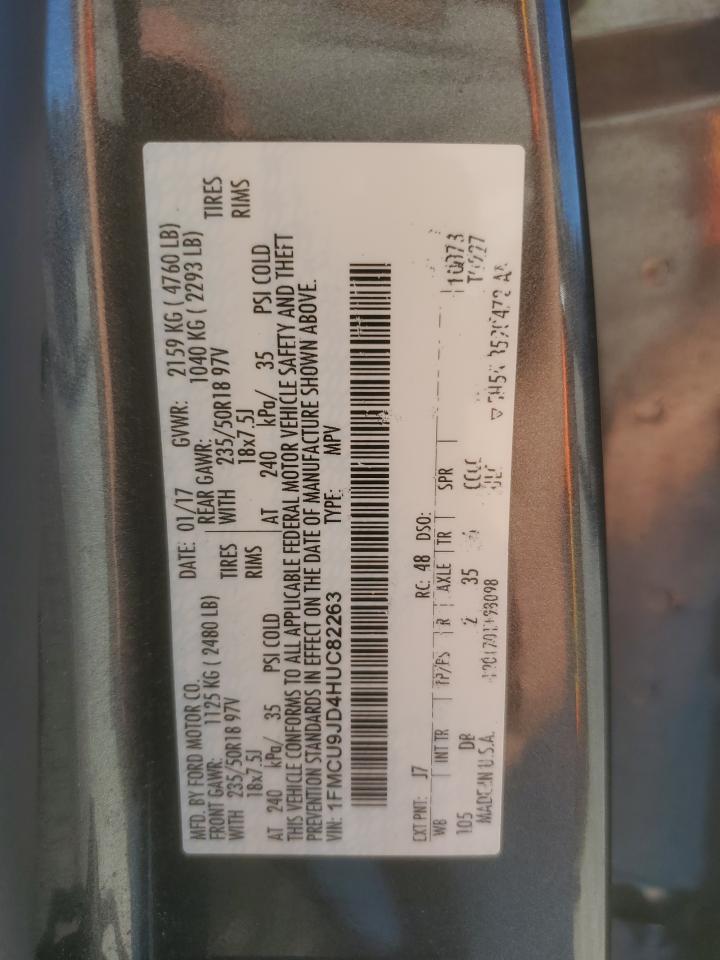 MFD. BY FORD MOTOR CO.
DATE: 01/17 GVWR: 2159 KG ( 4760 LB)
FRONT GAWR: 1125 KG ( 2480 LB)
REAR GAWR: 1040 KG ( 2293 LB)
WITH 235/50R18 97V TIRES
WITH 235/50R18 97V TIRES
18x7.5J RIMS
18x7.5J RIMS
AT 240 kPa/ 35 PSI COLD
AT 240 kPa/ 35 PSI COLD
THIS VEHICLE CONFORMS TO ALL APPLICABLE FEDERAL MOTOR VEHICLE SAFETY AND THEFT
PREVENTION STANDARDS IN EFFECT ON THE DATE OF MANUFACTURE SHOWN ABOVE.
VIN: 1FMCU9JD4HUC82263 TYPE: MPV
EXT PNT: J7 RC: 48 DSO:
WB INT TR TP/PS R AXLE TR SPR
105 DR 2 35
MADE IN U.S.A.